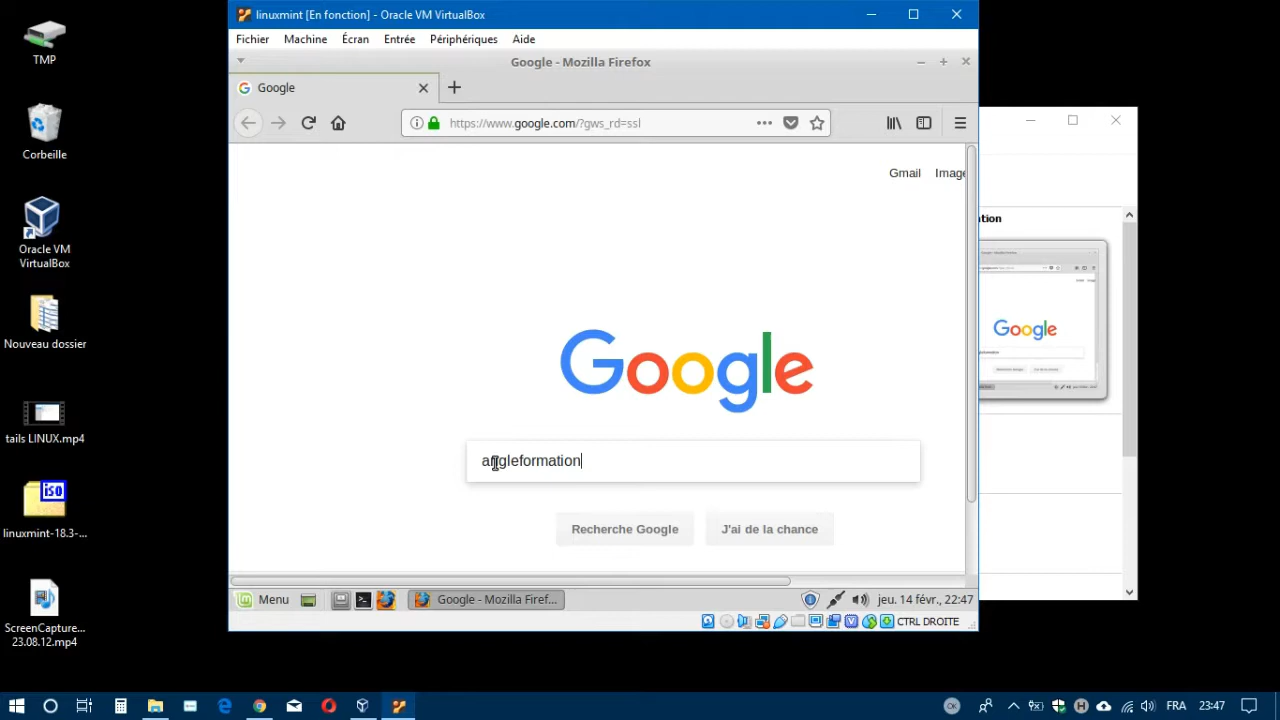 TMP
Corbeille
Oracle VM
VirtualBox
Nouveau dossier
tails LINUX.mp4
iso
linuxmint-18.3-...
ScreenCapture...
23.08.12.mp4
linuxmint [En fonction] - Oracle VM VirtualBox
Fichier Machine Écran Entrée Périphériques Aide
Google - Mozilla Firefox
Google
https://www.google.com/?gws_rd=ssl
Gmail Image
Google
angleformation
Recherche Google J'ai de la chance
Menu Google - Mozilla Firef... jeu. 14 févr., 22:47
CTRL DROITE
Google
FRA 23:47